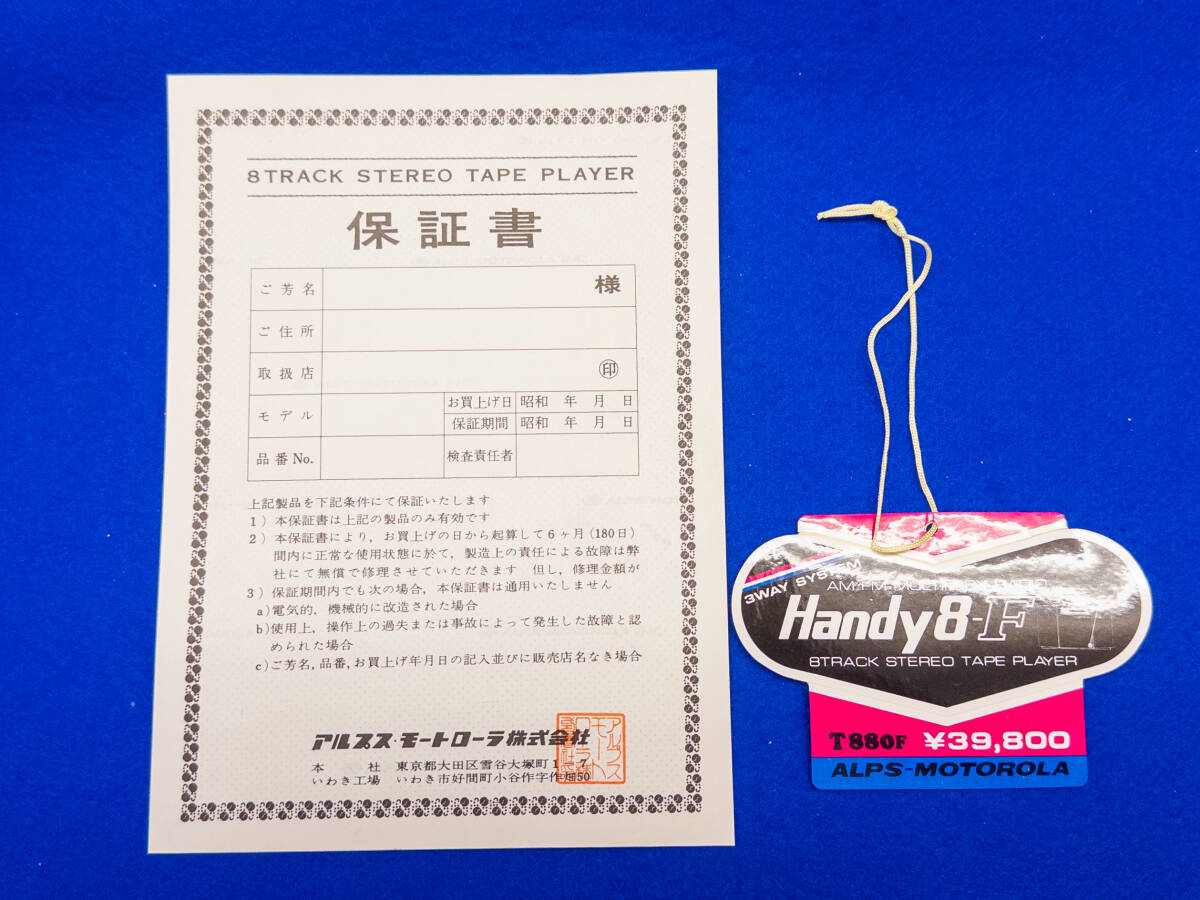 8TRACK STEREO TAPE PLAYER
保証書
ご芳名 様
ご住所
取扱店 ㊞
モデル お買上げ日 昭和 年 月 日
保証期間 昭和 年 月 日
品番No. 検査責任者
上記製品を下記条件にて保証いたします
1) 本保証書は上記の製品のみ有効です
2) 本保証書により, お買上げの日から起算して6ヶ月(180日)
間内に正常な使用状態に於て, 製造上の責任による故障は弊
社にて無償で修理させていただきます 但し, 修理金額が
3) 保証期間内でも次の場合, 本保証書は通用いたしません
a)電気的, 機械的に改造された場合
b)使用上, 操作上の過失または事故によって発生した故障と認
められた場合
c)ご芳名, 品番, お買上げ年月日の記入並びに販売店名なき場合
アルプス・モートローラ株式会社
本 社 東京都大田区雪谷大塚町1 7
いわき工場 いわき市好間町小谷作字作畑50
3WAY SYSTEM
AM/FM-MULTIPLEX RADIO
Handy8-F
8TRACK STEREO TAPE PLAYER
T880F ¥39,800
ALPS-MOTOROLA